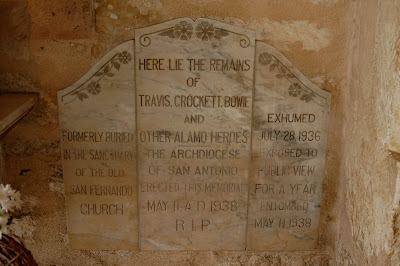 HERE LIE THE REMAINS
OF
TRAVIS, CROCKETT, BOWIE
AND
OTHER ALAMO HEROES
THE ARCHDIOCESE
OF SAN ANTONIO
ERECTED THIS MEMORIAL
MAY 11 A.D. 1938
R.I.P.
FORMERLY BURIED
IN THE SANCTUARY
OF THE OLD
SAN FERNANDO
CHURCH
EXHUMED
JULY 28 1936
EXPOSED TO
PUBLIC VIEW
FOR A YEAR
ENTOMBED
MAY 11 1938